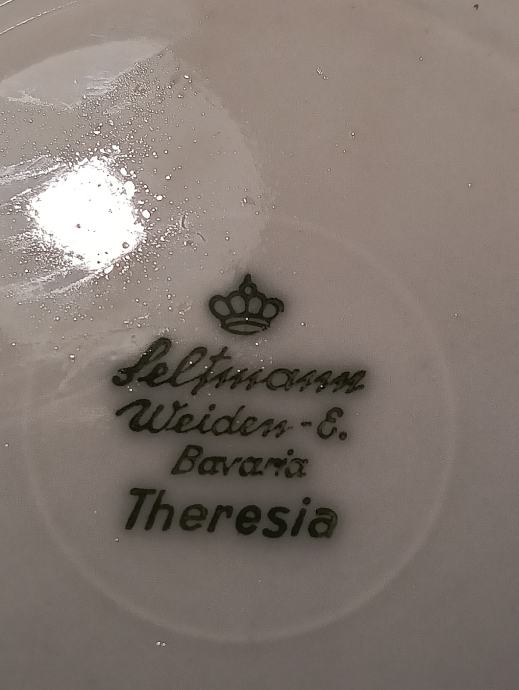 Seltmann
Weiden-E.
Bavaria
Theresia